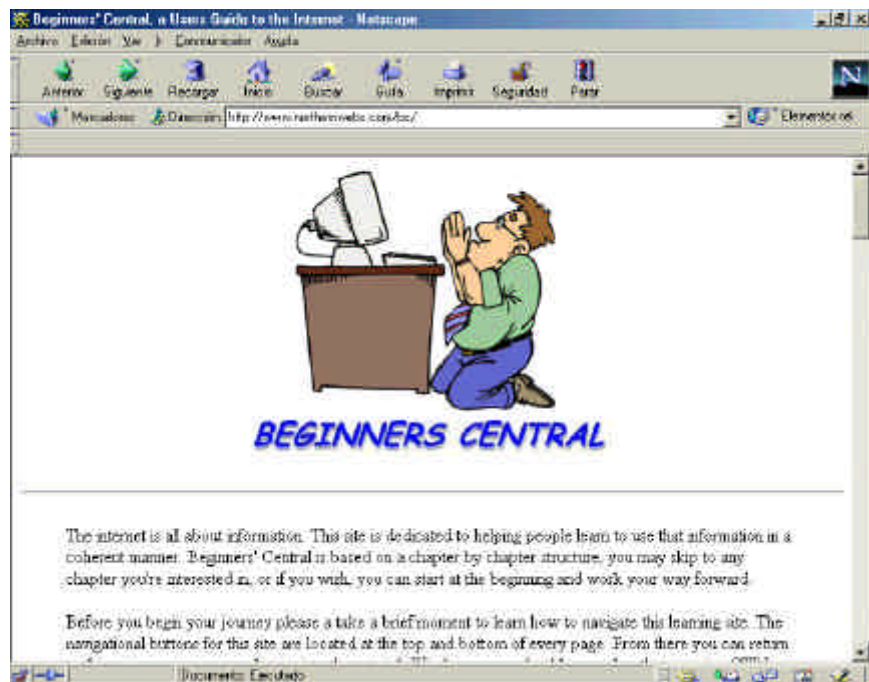 Beginners' Central, a Users Guide to the Internet - Netscape
Archivo Edición Ver Ir Communicator Ayuda
Anterior Siguiente Recargar Inicio Buscar Guía Imprimir Seguridad Parar N
Marcadores Dirección http://www.northernwebs.com/bc/ Elementos rel
BEGINNERS CENTRAL
The internet is all about information. This site is dedicated to helping people learn to use that information in a
coherent manner. Beginners' Central is based on a chapter by chapter structure, you may skip to any
chapter you're interested in, or if you wish, you can start at the beginning and work your way forward.
Before you begin your journey please a take a brief moment to learn how to navigate this learning site. The
navigational buttons for this site are located at the top and bottom of every page. From there you can return
Documento: Ejecutado